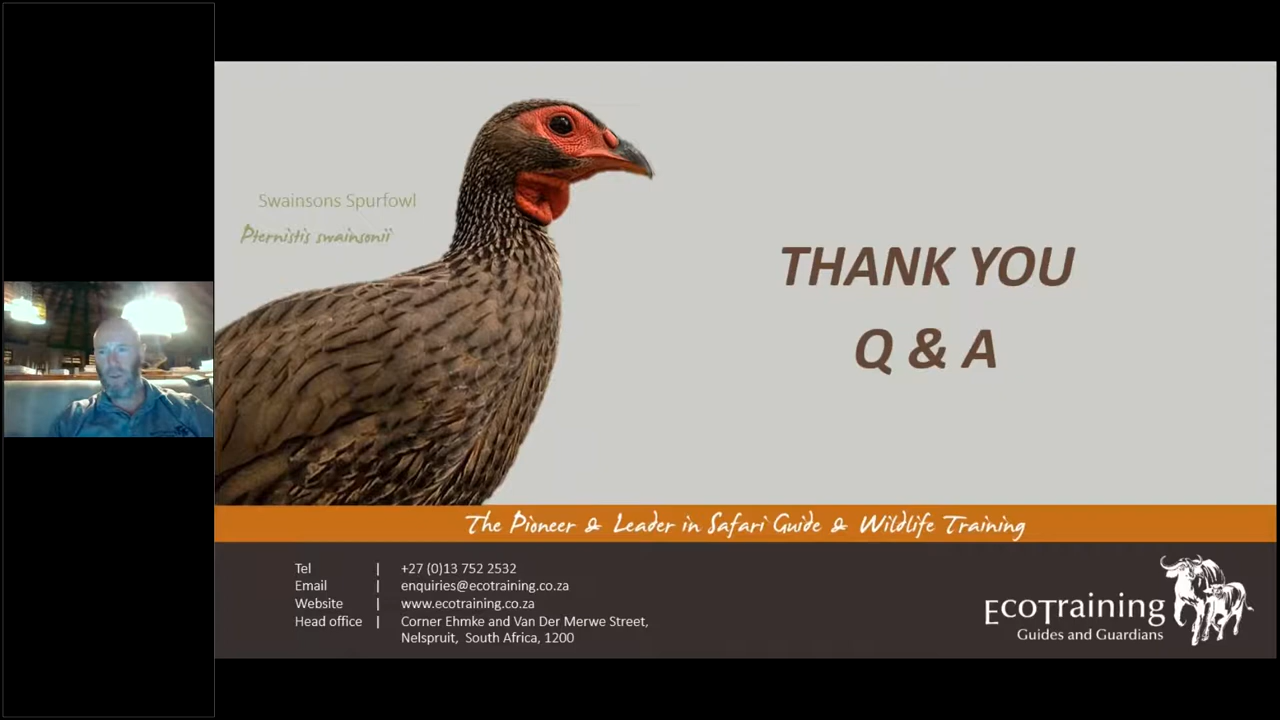 Swainsons Spurfowl
Pternistis swainsonii
THANK YOU
Q & A
The Pioneer & Leader in Safari Guide & Wildlife Training
Tel | +27 (0)13 752 2532
Email | enquiries@ecotraining.co.za
Website | www.ecotraining.co.za
Head office | Corner Ehmke and Van Der Merwe Street,
Nelspruit, South Africa, 1200
EcoTraining
Guides and Guardians